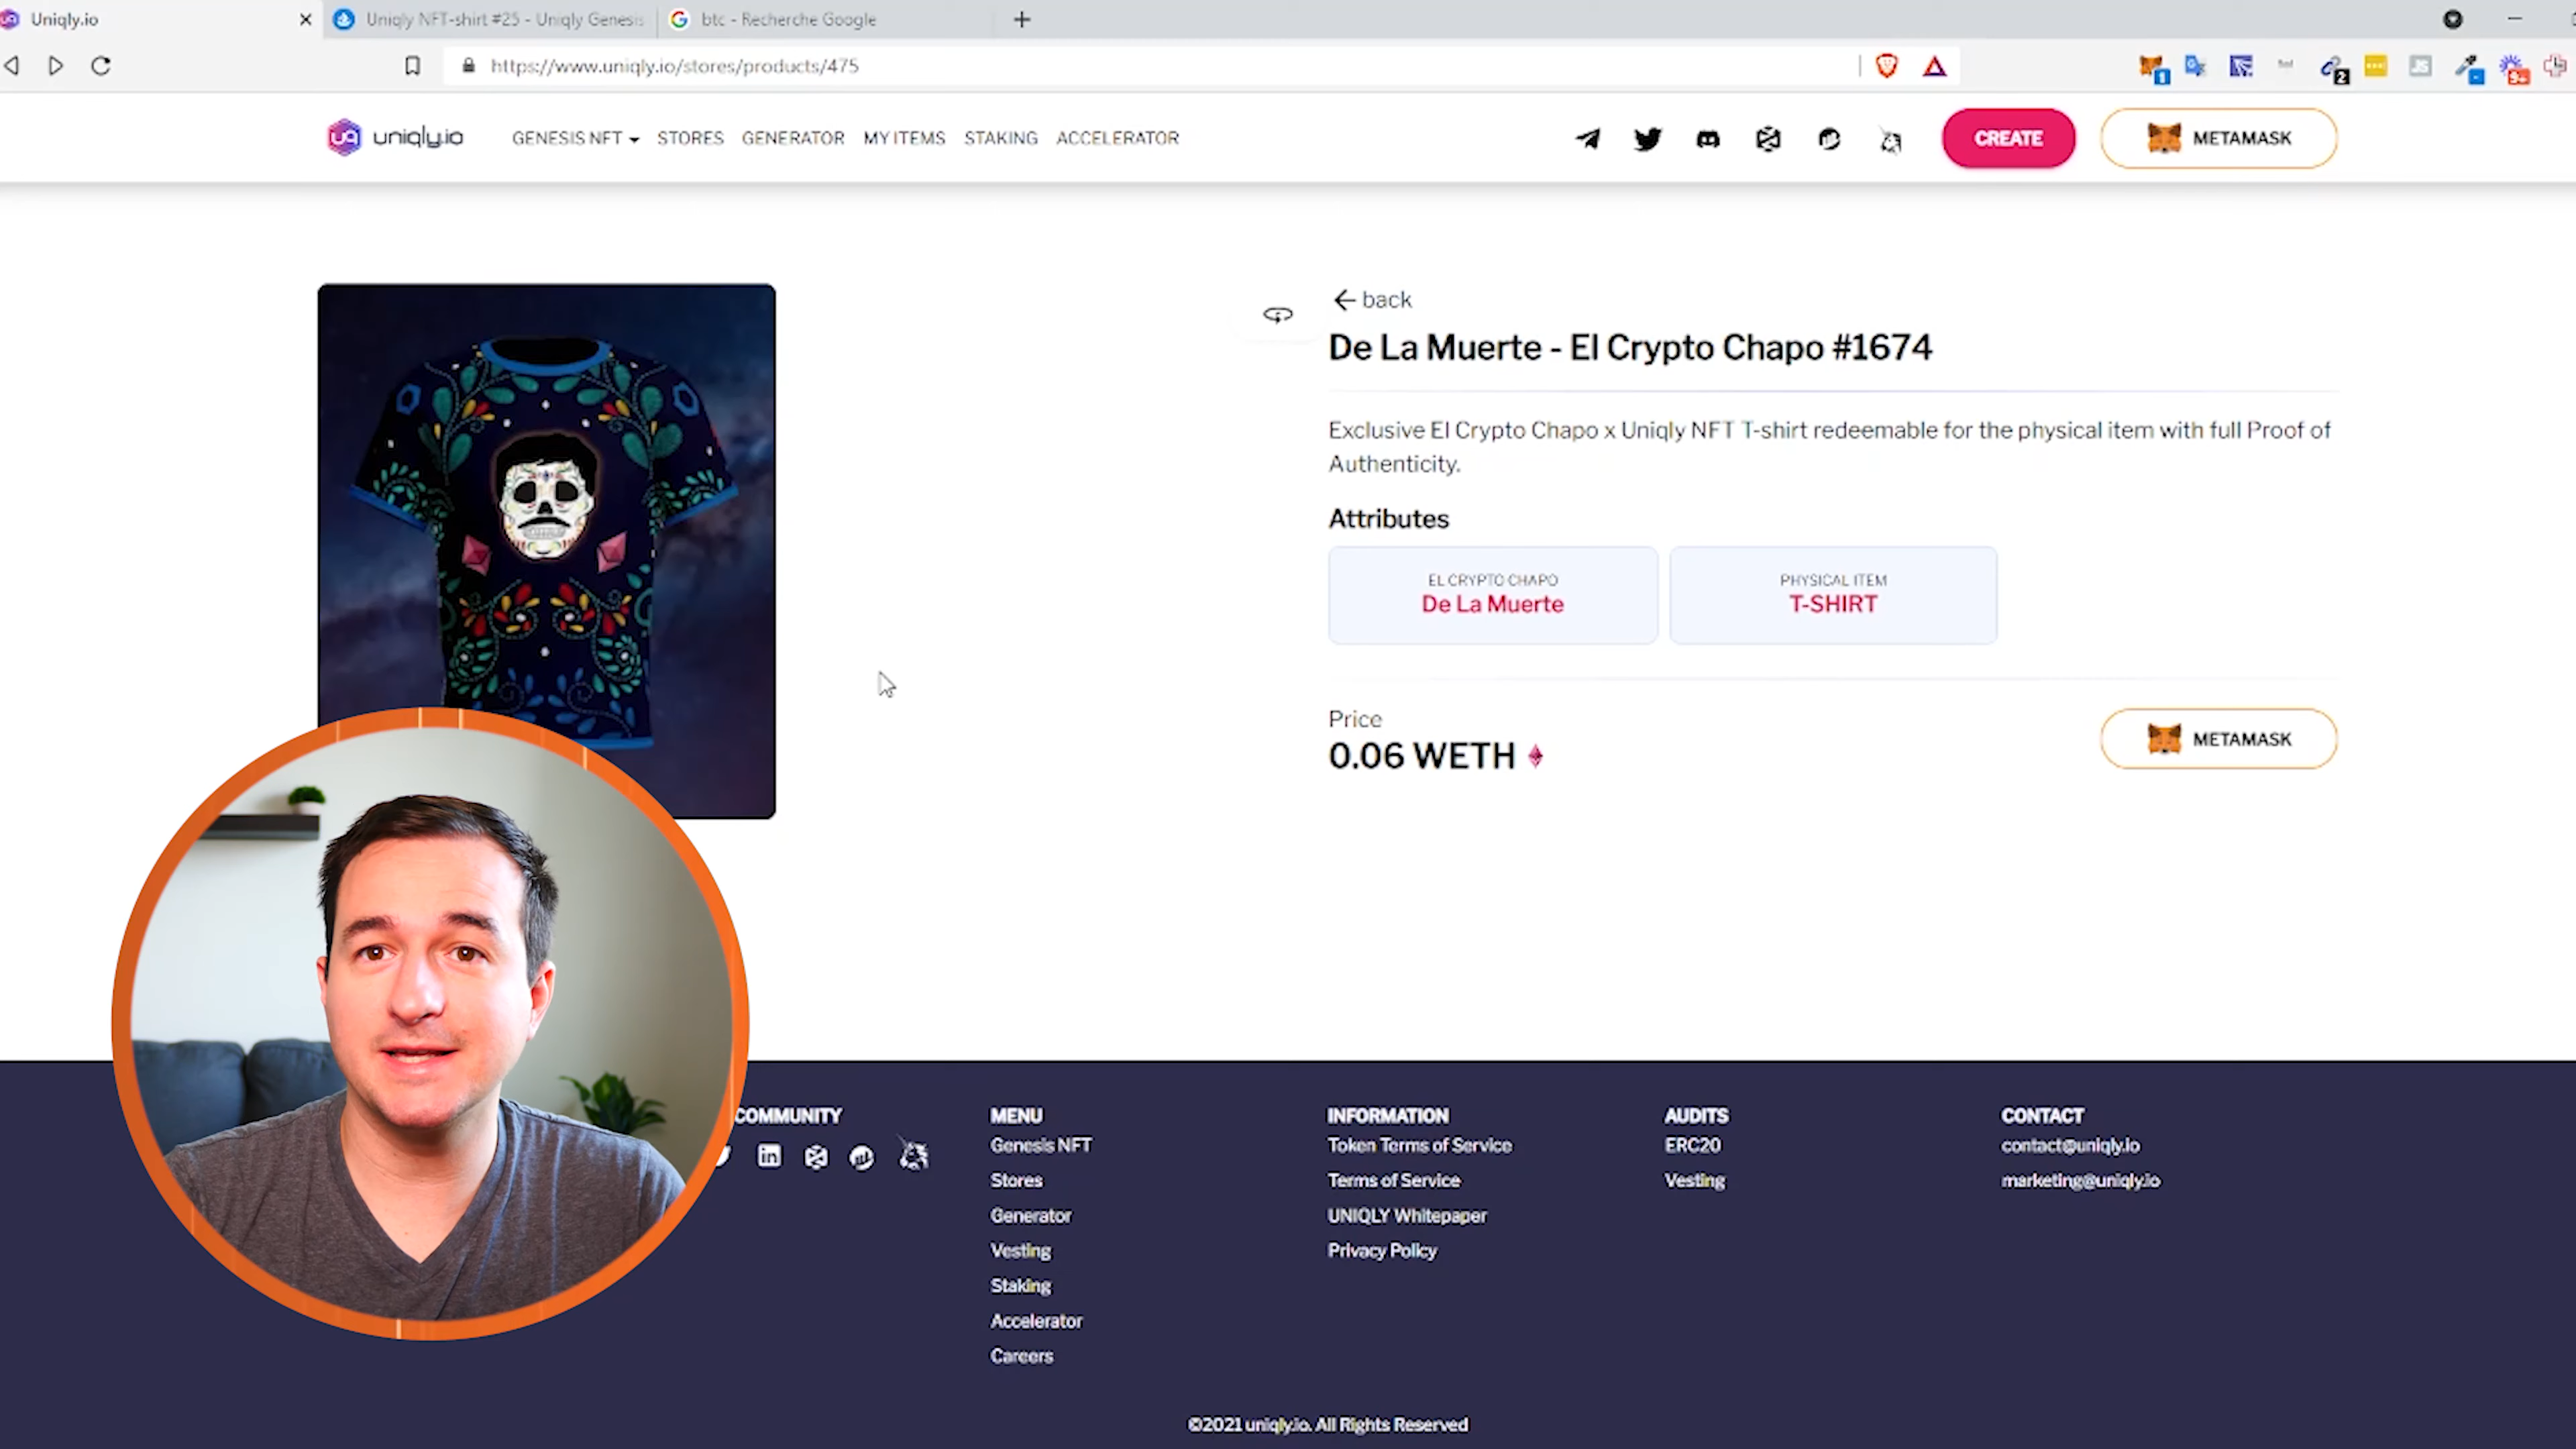 Uniqly.io
Uniqly NFT-shirt #25 - Uniqly Genesis
btc - Recherche Google
https://www.uniqly.io/stores/products/475
1
2
9+
uniqly.io
GENESIS NFT
STORES
GENERATOR
MY ITEMS
STAKING
ACCELERATOR
CREATE
METAMASK
back
De La Muerte - El Crypto Chapo #1674
Exclusive El Crypto Chapo x Uniqly NFT T-shirt redeemable for the physical item with full Proof of
Authenticity.
Attributes
EL CRYPTO CHAPO
De La Muerte
PHYSICAL ITEM
T-SHIRT
Price
0.06 WETH
METAMASK
COMMUNITY
MENU
Genesis NFT
Stores
Generator
Vesting
Staking
Accelerator
Careers
INFORMATION
Token Terms of Service
Terms of Service
UNIQLY Whitepaper
Privacy Policy
AUDITS
ERC20
Vesting
CONTACT
contact@uniqly.io
marketing@uniqly.io
©2021 uniqly.io. All Rights Reserved